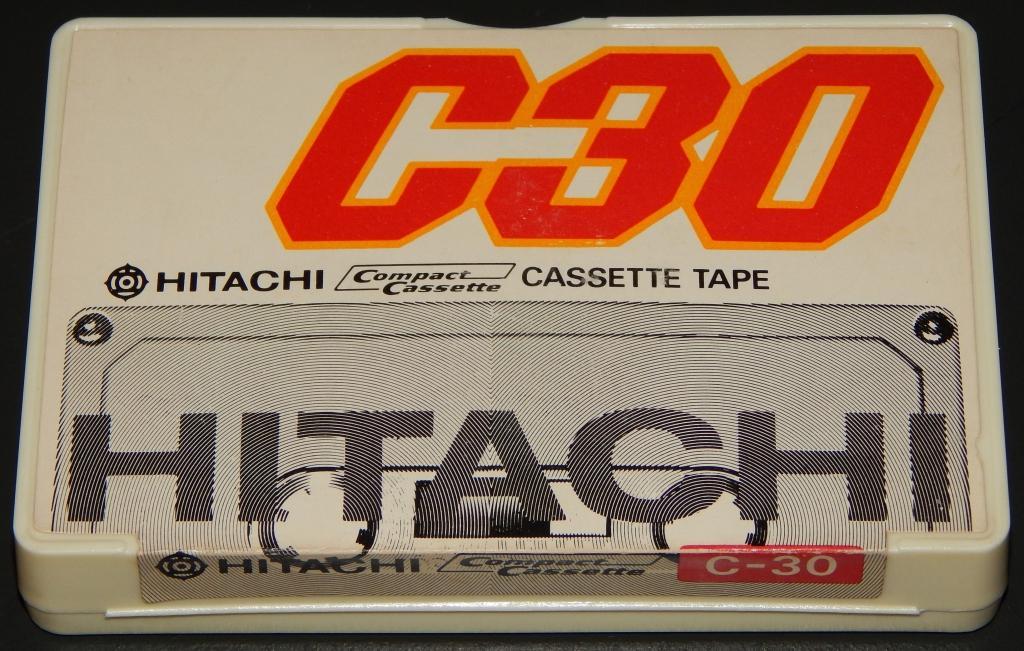 C30
HITACHI Compact Cassette CASSETTE TAPE
HITACHI
HITACHI Compact Cassette C-30